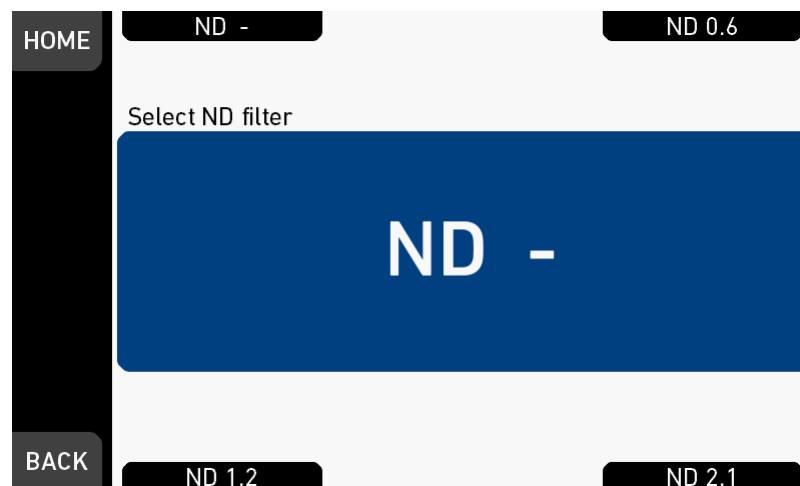 HOME
ND -
ND 0.6
Select ND filter
ND -
BACK
ND 1.2
ND 2.1